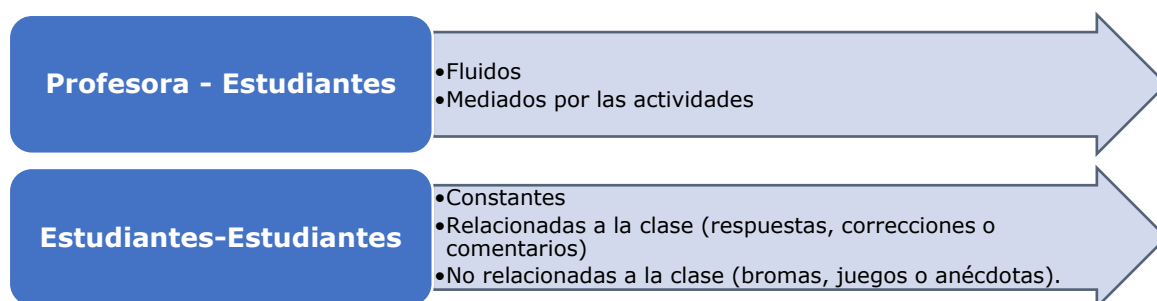 Profesora - Estudiantes
•Fluidos
•Mediados por las actividades
Estudiantes-Estudiantes
•Constantes
•Relacionadas a la clase (respuestas, correcciones o
comentarios)
•No relacionadas a la clase (bromas, juegos o anécdotas).